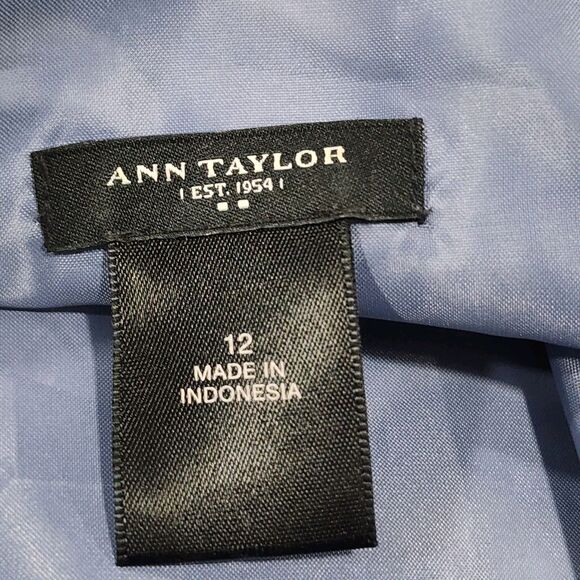 ANN TAYLOR
EST. 1954
12
MADE IN
INDONESIA